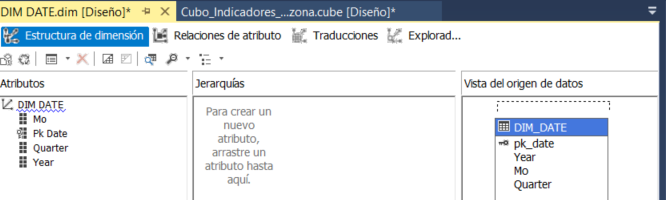 DIM DATE.dim [Diseño]*
Cubo_Indicadores_...zona.cube [Diseño]*
Estructura de dimensión
Relaciones de atributo
Traducciones
Explorad...
Atributos
DIM DATE
Mo
Pk Date
Quarter
Year
Jerarquías
Para crear un
nuevo
atributo,
arrastre un
atributo hasta
aquí.
Vista del origen de datos
DIM_DATE
pk_date
Year
Mo
Quarter